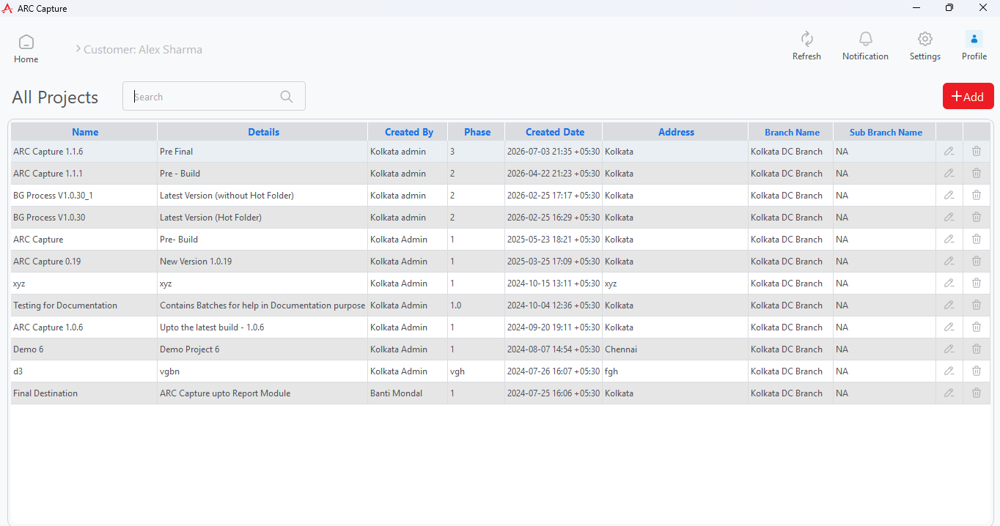 ARC Capture
Home
Customer: Alex Sharma
Refresh
Notification
Settings
Profile
All Projects
Search
Add
Name Details Created By Phase Created Date Address Branch Name Sub Branch Name
ARC Capture 1.1.6 Pre Final Kolkata admin 3 2026-07-03 21:35 +05:30 Kolkata Kolkata DC Branch NA
ARC Capture 1.1.1 Pre - Build Kolkata admin 2 2026-04-22 21:23 +05:30 Kolkata Kolkata DC Branch NA
BG Process V1.0.30_1 Latest Version (without Hot Folder) Kolkata admin 2 2026-02-25 17:17 +05:30 Kolkata Kolkata DC Branch NA
BG Process V1.0.30 Latest Version (Hot Folder) Kolkata admin 2 2026-02-25 16:29 +05:30 Kolkata Kolkata DC Branch NA
ARC Capture Pre- Build Kolkata Admin 1 2025-05-23 18:21 +05:30 Kolkata Kolkata DC Branch NA
ARC Capture 0.19 New Version 1.0.19 Kolkata Admin 1 2025-03-25 17:09 +05:30 Kolkata Kolkata DC Branch NA
xyz xyz Kolkata Admin 1 2024-10-15 13:11 +05:30 xyz Kolkata DC Branch NA
Testing for Documentation Contains Batches for help in Documentation purpose Kolkata Admin 1.0 2024-10-04 12:36 +05:30 Kolkata Kolkata DC Branch NA
ARC Capture 1.0.6 Upto the latest build - 1.0.6 Kolkata Admin 1 2024-09-20 19:11 +05:30 Kolkata Kolkata DC Branch NA
Demo 6 Demo Project 6 Kolkata Admin 1 2024-08-07 14:54 +05:30 Chennai Kolkata DC Branch NA
d3 vgbn Kolkata Admin vgh 2024-07-26 16:07 +05:30 fgh Kolkata DC Branch NA
Final Destination ARC Capture upto Report Module Banti Mondal 1 2024-07-25 16:06 +05:30 Kolkata Kolkata DC Branch NA